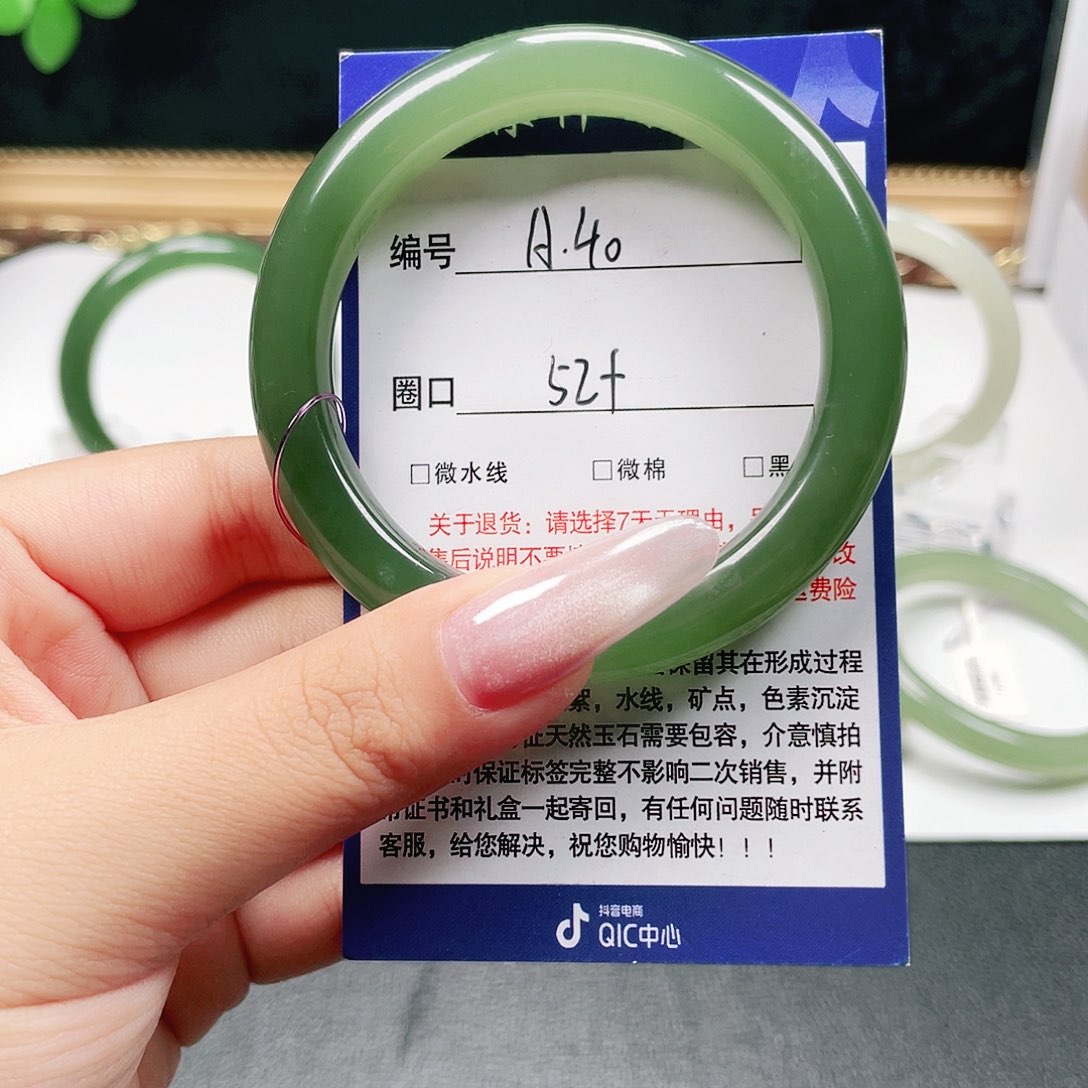 编号 A.40
圈口 52+
□微水线 □微棉 □黑
关于退货：请选择7天无理由，
售后说明不要 改
费险
保留其在形成过程
絮，水线，矿点，色素沉淀
天然玉石需要包容，介意慎拍
保证标签完整不影响二次销售，并附
带证书和礼盒一起寄回，有任何问题随时联系
客服，给您解决，祝您购物愉快！！！
抖音电商
QIC中心